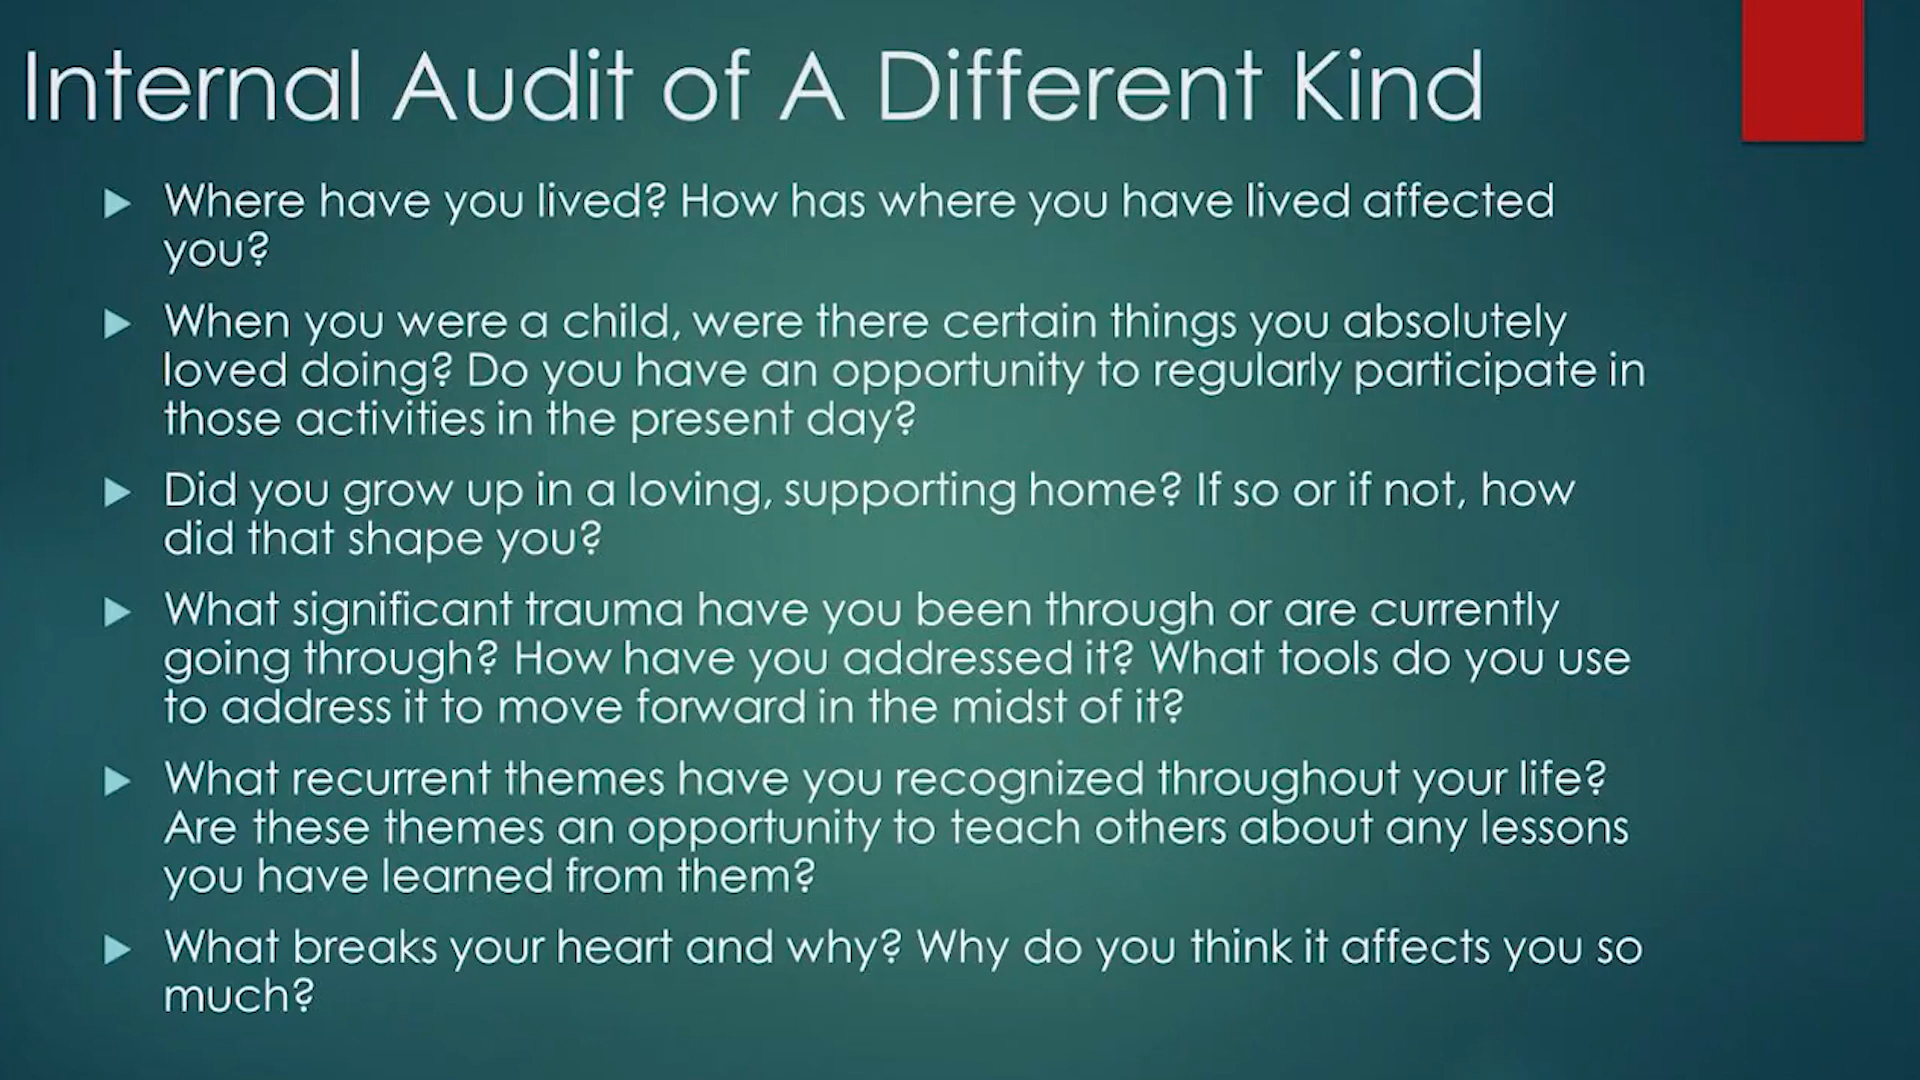 Internal Audit of A Different Kind
Where have you lived? How has where you have lived affected
you?
When you were a child, were there certain things you absolutely
loved doing? Do you have an opportunity to regularly participate in
those activities in the present day?
Did you grow up in a loving, supporting home? If so or if not, how
did that shape you?
What significant trauma have you been through or are currently
going through? How have you addressed it? What tools do you use
to address it to move forward in the midst of it?
What recurrent themes have you recognized throughout your life?
Are these themes an opportunity to teach others about any lessons
you have learned from them?
What breaks your heart and why? Why do you think it affects you so
much?